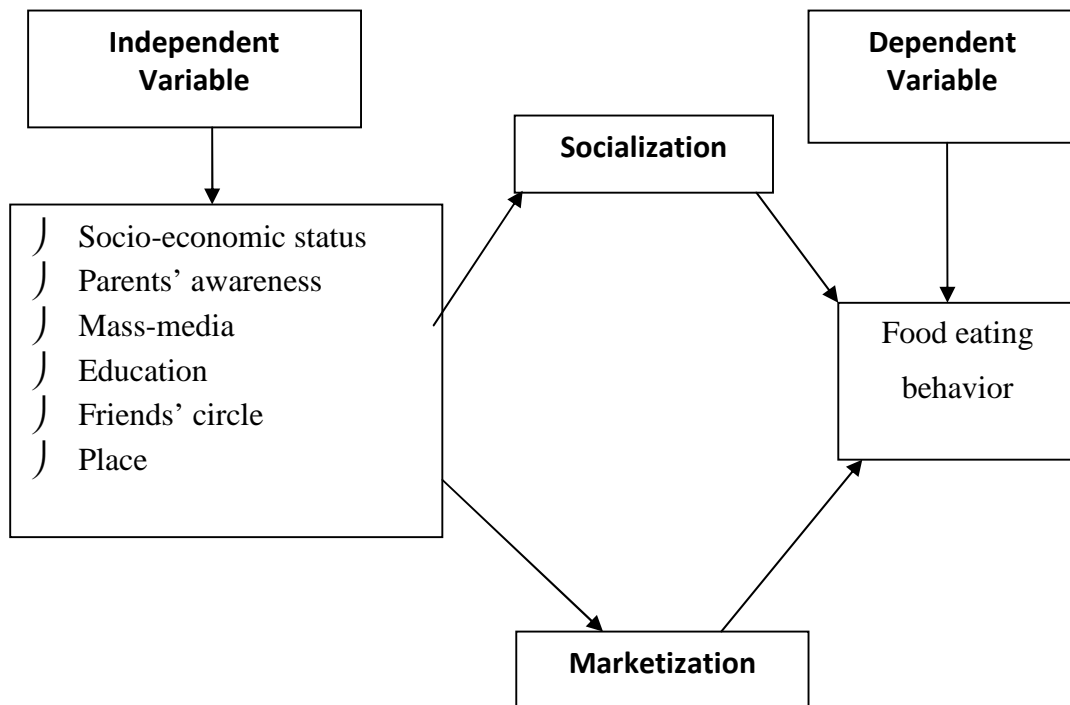 Independent
Variable
Dependent
Variable
Socialization
Socio-economic status
Parents’ awareness
Mass-media
Education
Friends’ circle
Place
Food eating
behavior
Marketization